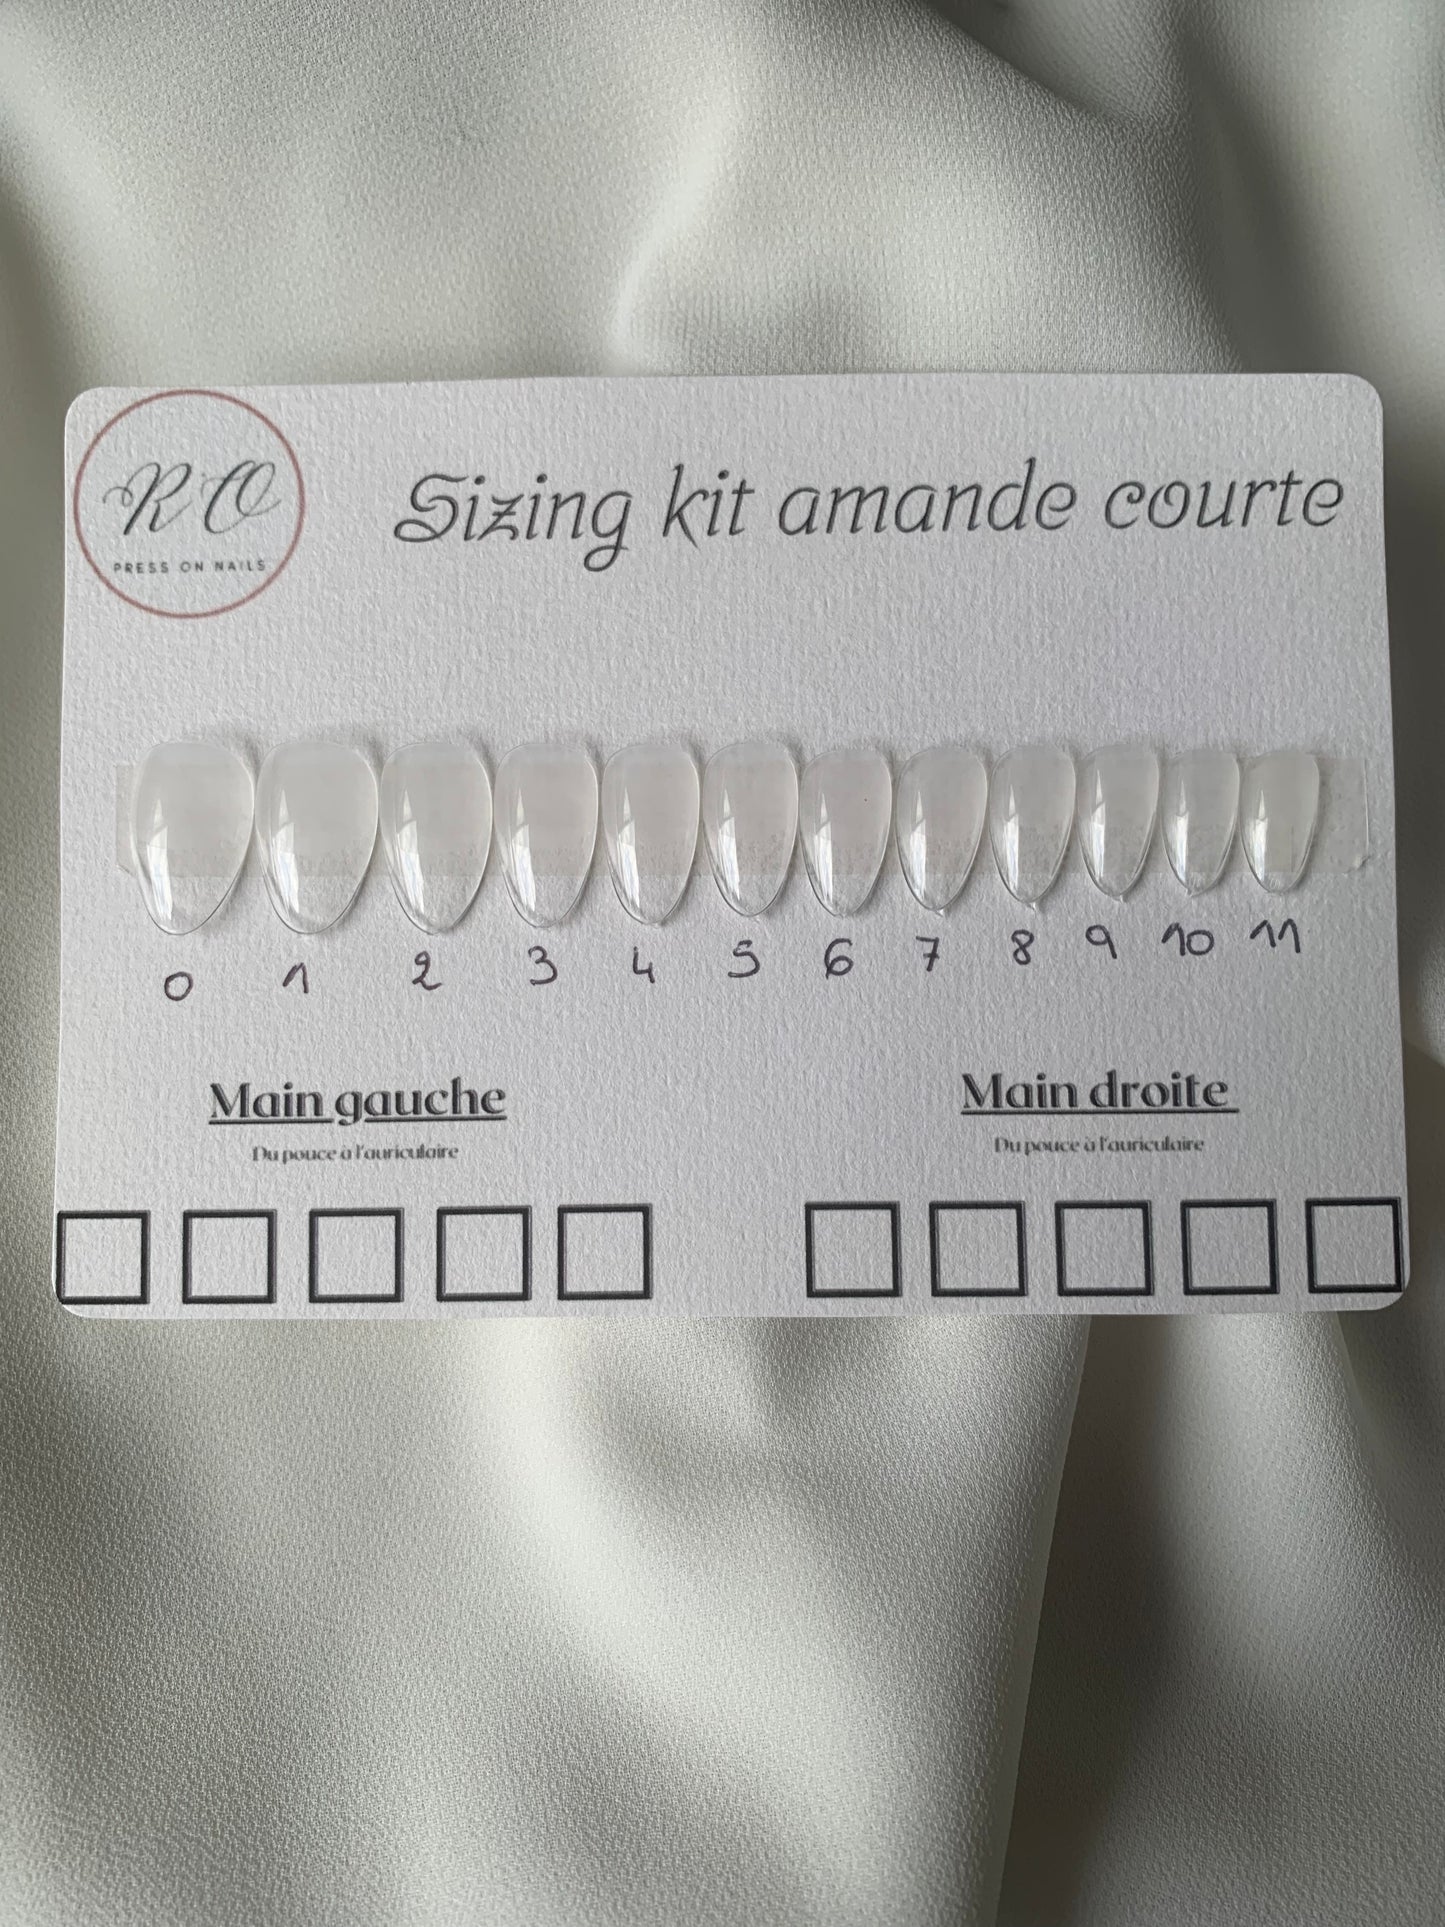 RO
PRESS ON NAILS
Sizing kit amande courte
0 1 2 3 4 5 6 7 8 9 10 11
Main gauche
Du pouce à l'auriculaire
Main droite
Du pouce à l'auriculaire